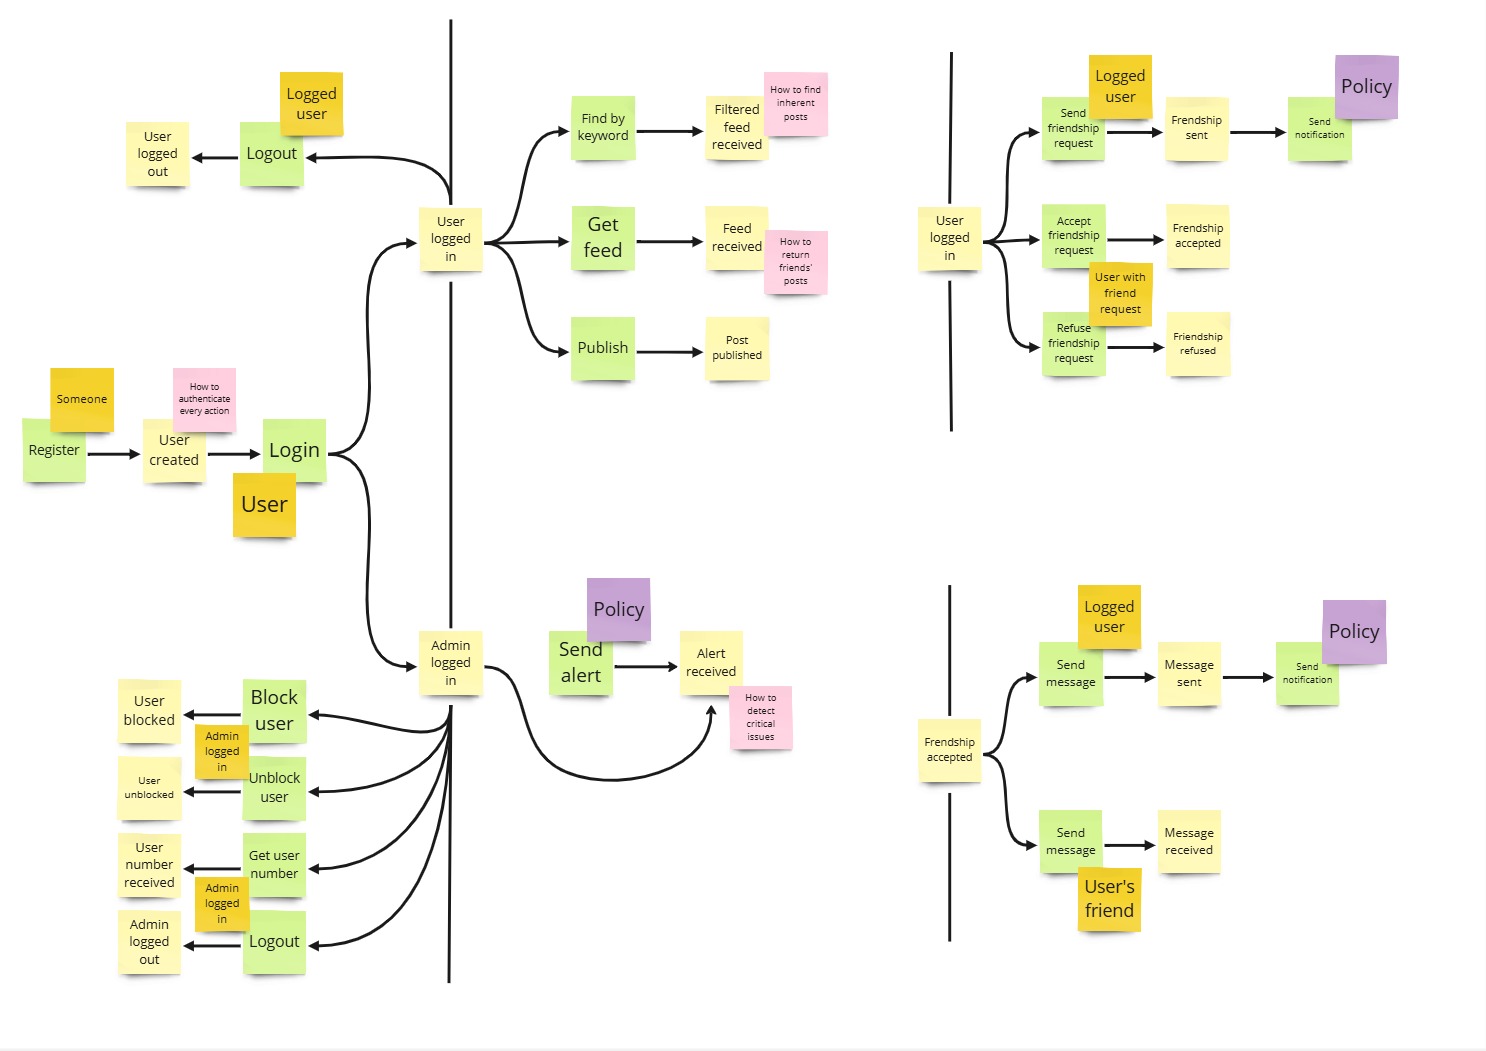 Logged
user
User
logged
out
Logout
User
logged
in
Find by
keyword
Filtered
feed
received
How to find
inherent
posts
Get
feed
Feed
received
How to
return
friends'
posts
Publish
Post
published
Someone
Register
How to
authenticate
every action
User
created
Login
User
Admin
logged
in
Policy
Send
alert
Alert
received
How to
detect
critical
issues
User
blocked
Block
user
Admin
logged
in
User
unblocked
Unblock
user
User
number
received
Get user
number
Admin
logged
in
Admin
logged
out
Logout
User
logged
in
Logged
user
Send
friendship
request
Frendship
sent
Policy
Send
notification
Accept
friendship
request
Frendship
accepted
User with
friend
request
Refuse
friendship
request
Friendship
refused
Frendship
accepted
Logged
user
Send
message
Message
sent
Policy
Send
notification
Send
message
Message
received
User's
friend